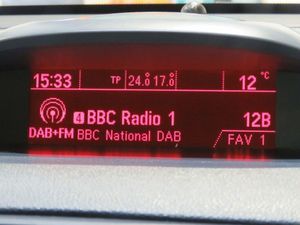 15:33 TP 24.0 17.0 12 °C
4 BBC Radio 1 12B
DAB+FM BBC National DAB FAV 1